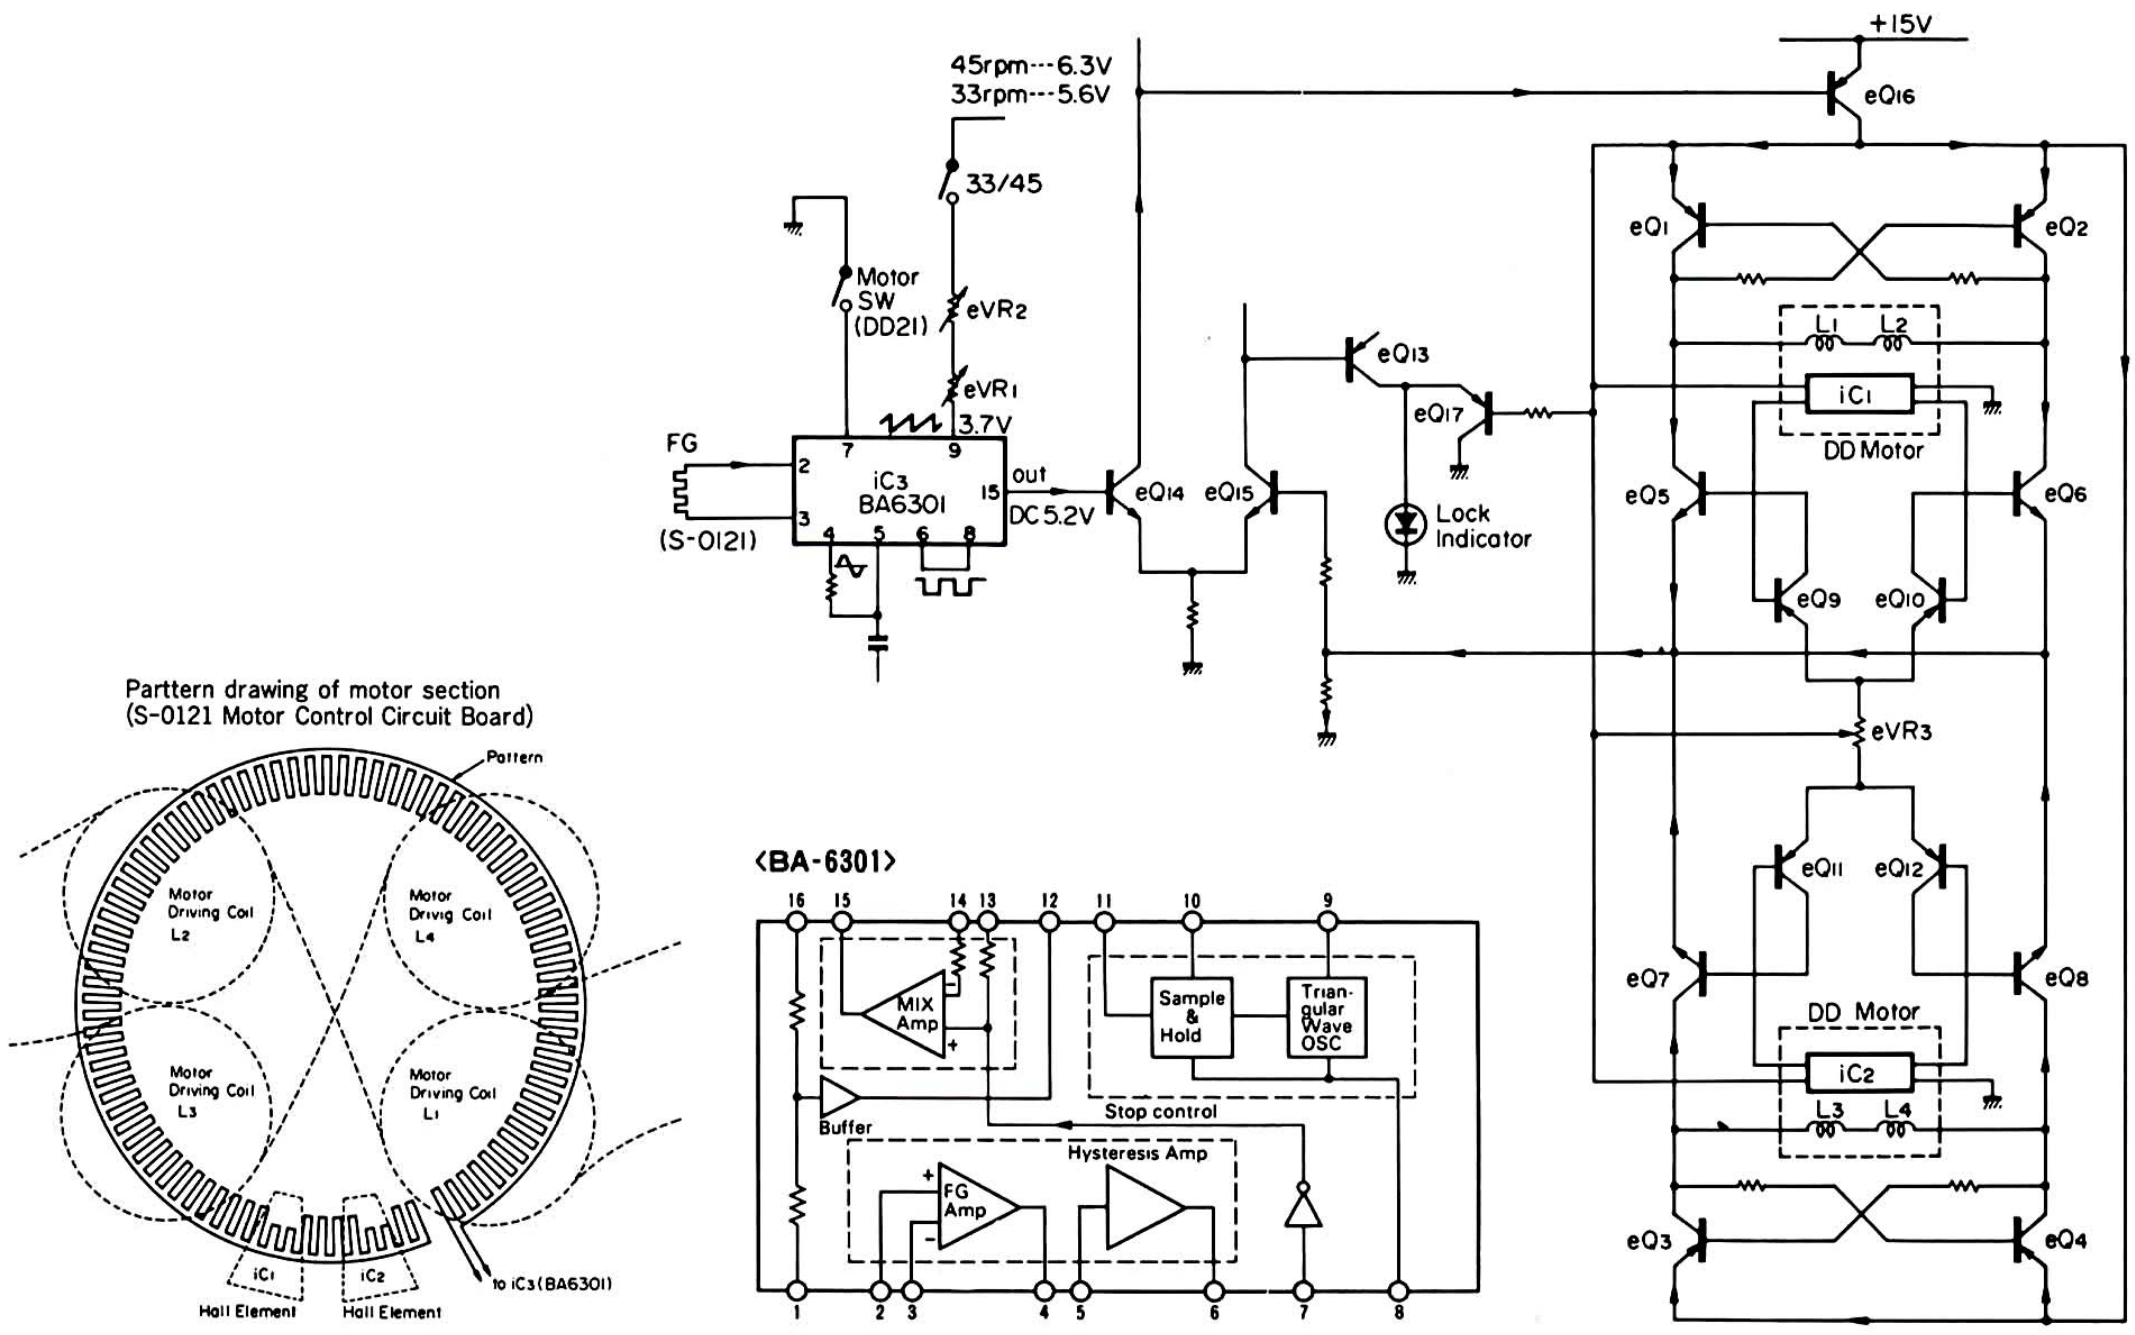 +15V
45rpm---6.3V
33rpm---5.6V
eQ16
33/45
eQ1
eQ2
Motor
SW
(DD21)
eVR2
L1 L2
eQ13
eVR1
iC1
eQ17
3.7V
DD Motor
FG
7 9
2
iC3
BA6301
15
out
DC 5.2V
3
4 5 6 8
(S-0121)
eQ14
eQ15
eQ5
eQ6
Lock
Indicator
eQ9
eQ10
Parttern drawing of motor section
(S-0121 Motor Control Circuit Board)
eVR3
Pattern
Motor
Driving Coil
L2
Motor
Drivig Coil
L4
Motor
Driving Coil
L3
Motor
Driving Coil
L1
iC1
iC2
Hall Element
Hall Element
to iC3(BA6301)
<BA-6301>
16 15 14 13 12 11 10 9
MIX
Amp
-
+
Sample
&
Hold
Trian-
gular
Wave
OSC
Buffer
Stop control
Hysteresis Amp
+
FG
Amp
-
1 2 3 4 5 6 7 8
eQ11
eQ12
eQ7
eQ8
DD Motor
iC2
L3 L4
eQ3
eQ4